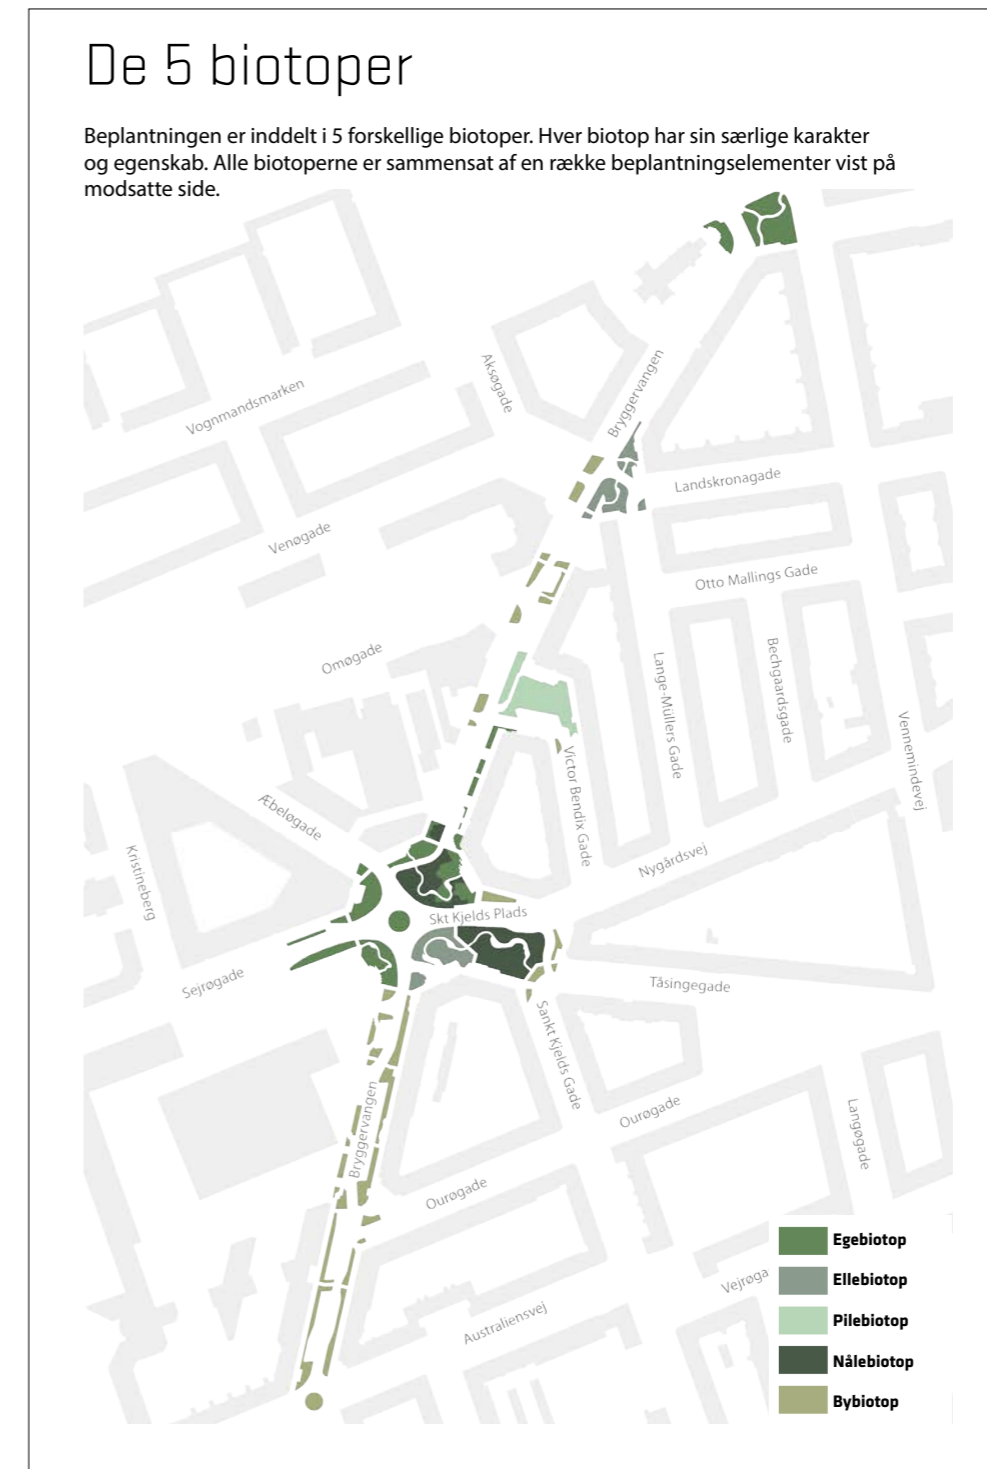 De 5 biotoper
Beplantningen er inddelt i 5 forskellige biotoper. Hver biotop har sin særlige karakter
og egenskab. Alle biotoperne er sammensat af en række beplantningselementer vist på
modsatte side.
Aksøgade
Bryggervangen
Vognmandsmarken
Landskronagade
Venøgade
Otto Mallings Gade
Omøgade
Lange-Müllers Gade
Bechgaardsgade
Vennemindevej
Victor Bendix Gade
Æbeløgade
Kristineberg
Nygårdsvej
Skt Kjelds Plads
Sejrøgade
Tåsingegade
Sankt Kjelds Gade
Bryggervangen
Ourøgade
Langøgade
Ourøgade
Vejrøga
Australiensvej
Egebiotop
Ellebiotop
Pilebiotop
Nålebiotop
Bybiotop